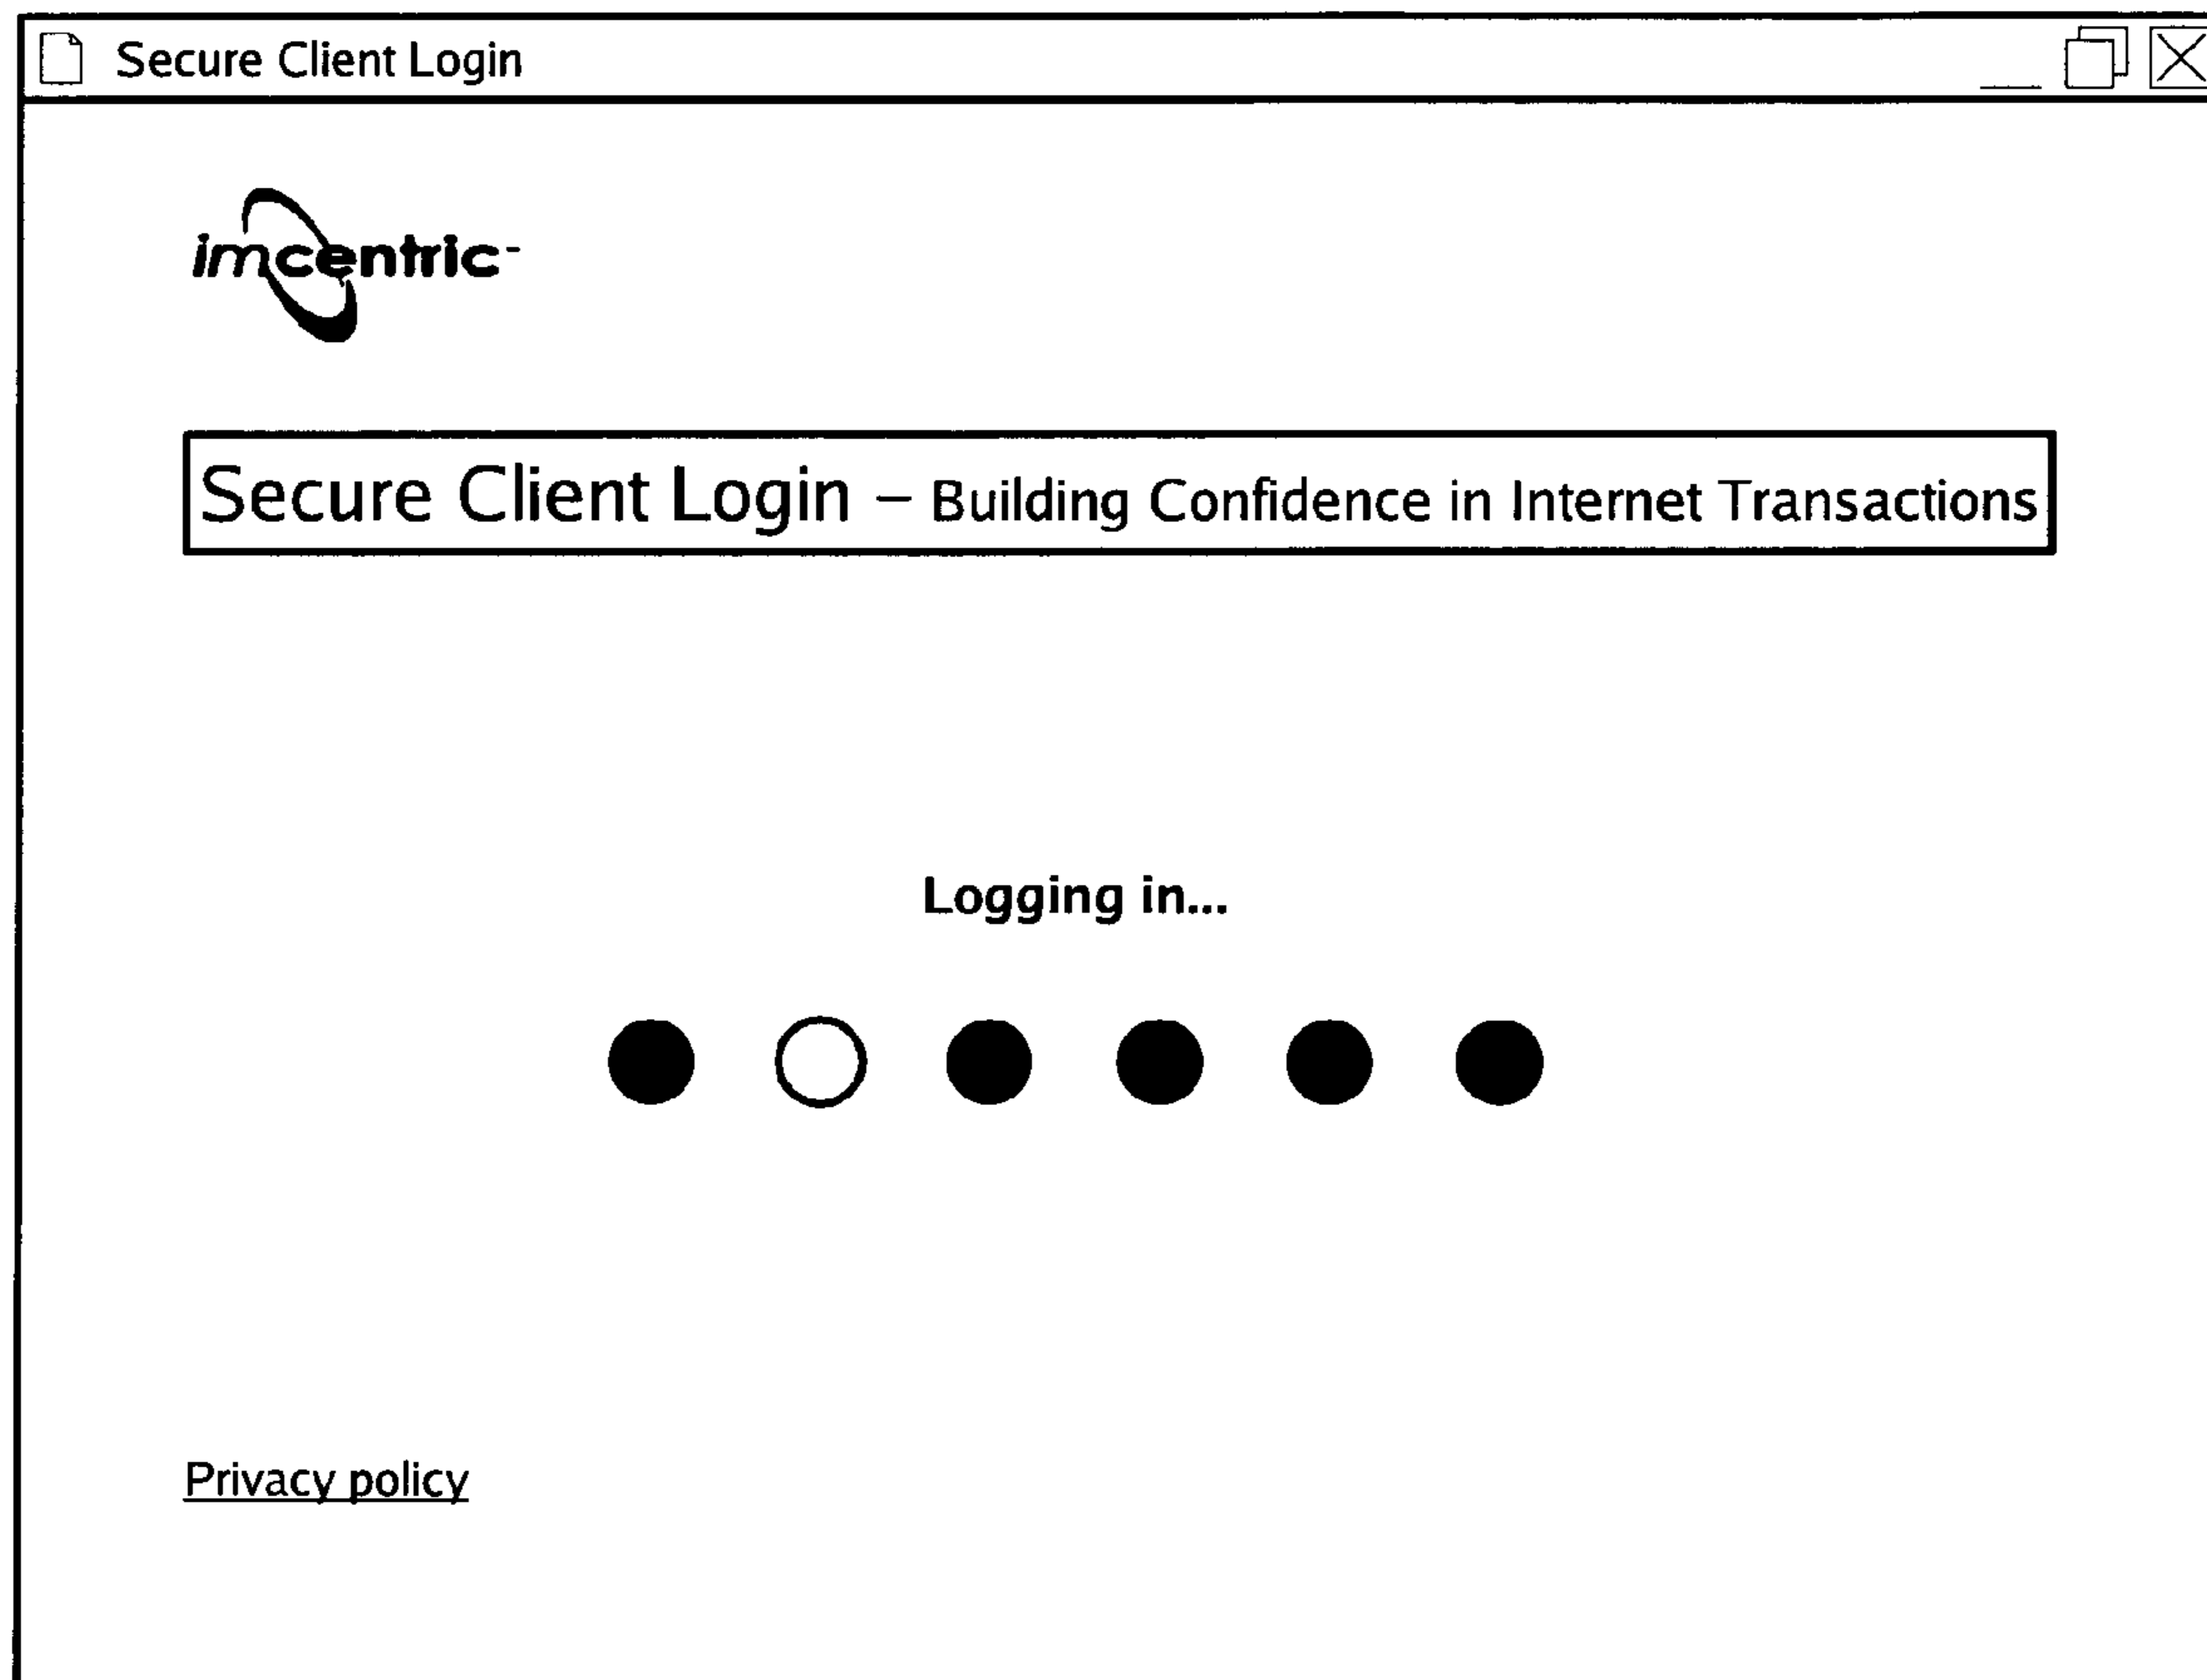 Secure Client Login
imcentric
Secure Client Login – Building Confidence in Internet Transactions
Logging in...
Privacy policy